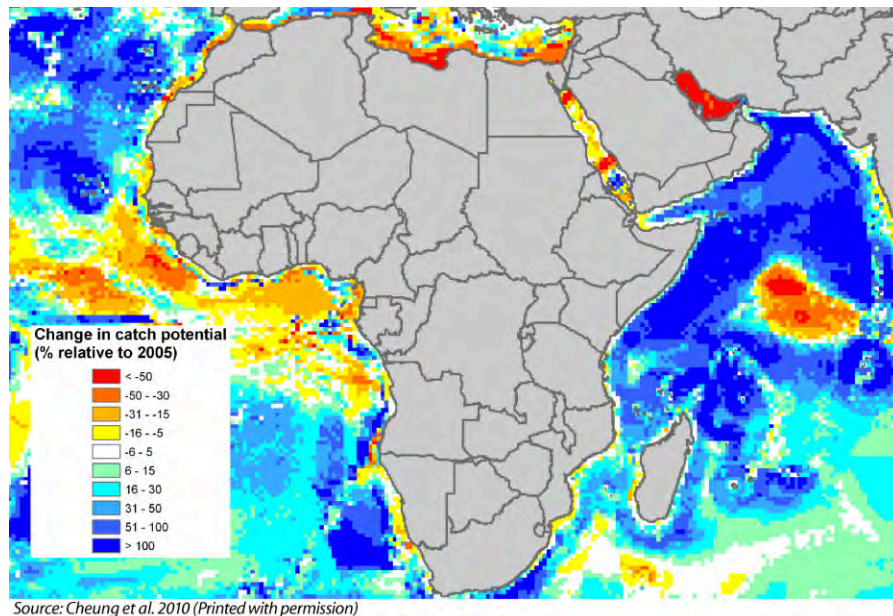 Change in catch potential
(% relative to 2005)
< -50
-50 - -30
-31 - -15
-16 - -5
-6 - 5
6 - 15
16 - 30
31 - 50
51 - 100
> 100
Source: Cheung et al. 2010 (Printed with permission)